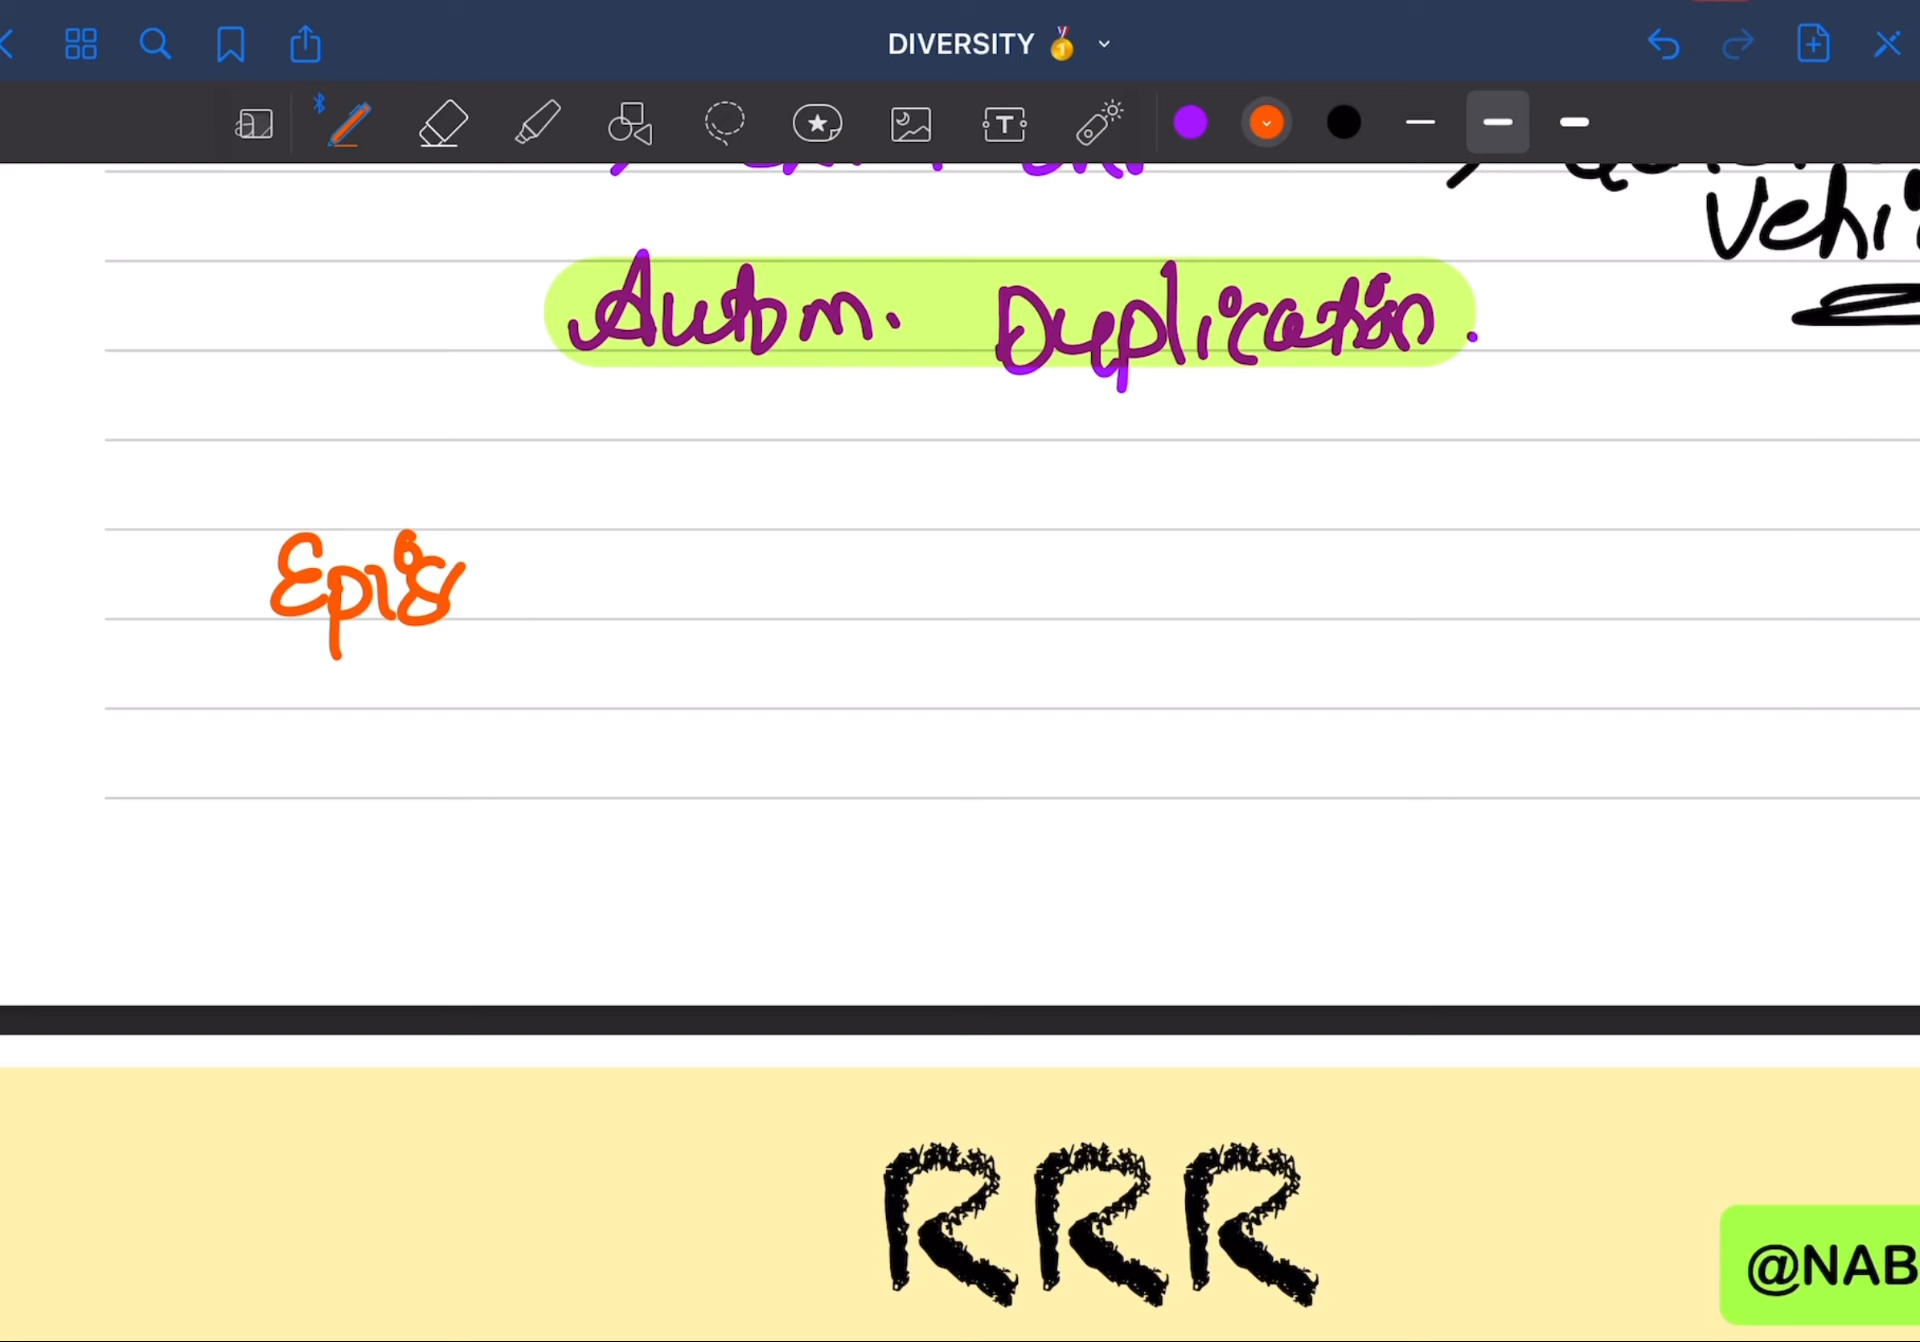 DIVERSITY
Vehi
Autom. Duplication.
Epis
RRR
@NAB